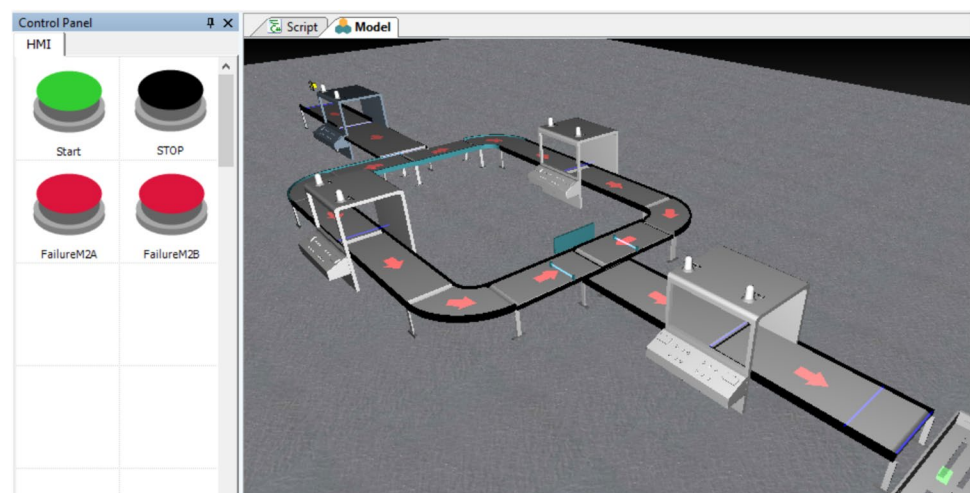 Control Panel
HMI
Start
STOP
FailureM2A
FailureM2B
Script
Model